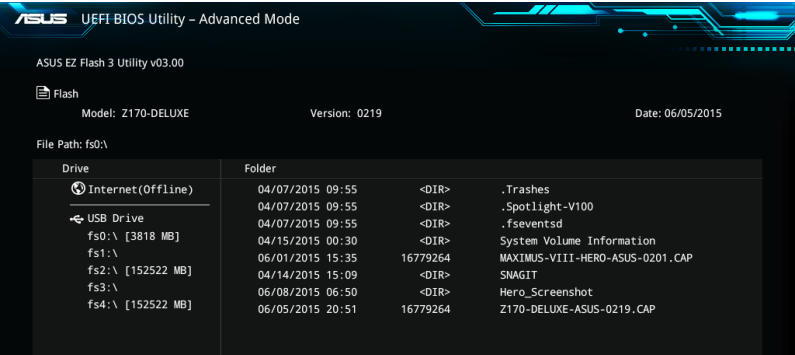 ASUS UEFI BIOS Utility – Advanced Mode
ASUS EZ Flash 3 Utility v03.00
Flash
Model: Z170-DELUXE Version: 0219 Date: 06/05/2015
File Path: fs0:\
Drive Folder
Internet(Offline) 04/07/2015 09:55 <DIR> .Trashes
04/07/2015 09:55 <DIR> .Spotlight-V100
USB Drive 04/07/2015 09:55 <DIR> .fseventsd
fs0:\ [3818 MB] 04/15/2015 00:30 <DIR> System Volume Information
fs1:\ 06/01/2015 15:35 16779264 MAXIMUS-VIII-HERO-ASUS-0201.CAP
fs2:\ [152522 MB] 04/14/2015 15:09 <DIR> SNAGIT
fs3:\ 06/08/2015 06:50 <DIR> Hero_Screenshot
fs4:\ [152522 MB] 06/05/2015 20:51 16779264 Z170-DELUXE-ASUS-0219.CAP